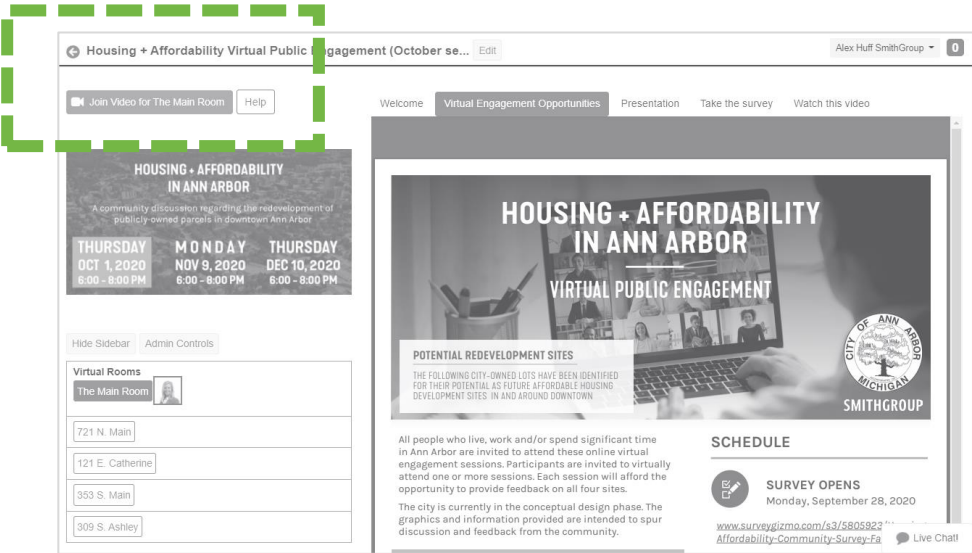 Housing + Affordability Virtual Public Engagement (October se... Edit
Alex Huff SmithGroup 0
Join Video for The Main Room Help
Welcome Virtual Engagement Opportunities Presentation Take the survey Watch this video
HOUSING + AFFORDABILITY
IN ANN ARBOR
A community discussion regarding the redevelopment of
publicly-owned parcels in downtown Ann Arbor
THURSDAY MONDAY THURSDAY
OCT 1, 2020 NOV 9, 2020 DEC 10, 2020
6:00 - 8:00 PM 6:00 - 8:00 PM 6:00 - 8:00 PM
Hide Sidebar Admin Controls
Virtual Rooms
The Main Room
721 N. Main
121 E. Catherine
353 S. Main
309 S. Ashley
HOUSING + AFFORDABILITY
IN ANN ARBOR
VIRTUAL PUBLIC ENGAGEMENT
POTENTIAL REDEVELOPMENT SITES
THE FOLLOWING CITY-OWNED LOTS HAVE BEEN IDENTIFIED
FOR THEIR POTENTIAL AS FUTURE AFFORDABLE HOUSING
DEVELOPMENT SITES IN AND AROUND DOWNTOWN
CITY OF ANN ARBOR
MICHIGAN
SMITHGROUP
All people who live, work and/or spend significant time
in Ann Arbor are invited to attend these online virtual
engagement sessions. Participants are invited to virtually
attend one or more sessions. Each session will afford the
opportunity to provide feedback on all four sites.
The city is currently in the conceptual design phase. The
graphics and information provided are intended to spur
discussion and feedback from the community.
SCHEDULE
SURVEY OPENS
Monday, September 28, 2020
www.surveygizmo.com/s3/5805923
Affordability-Community-Survey-Fa
Live Chat!